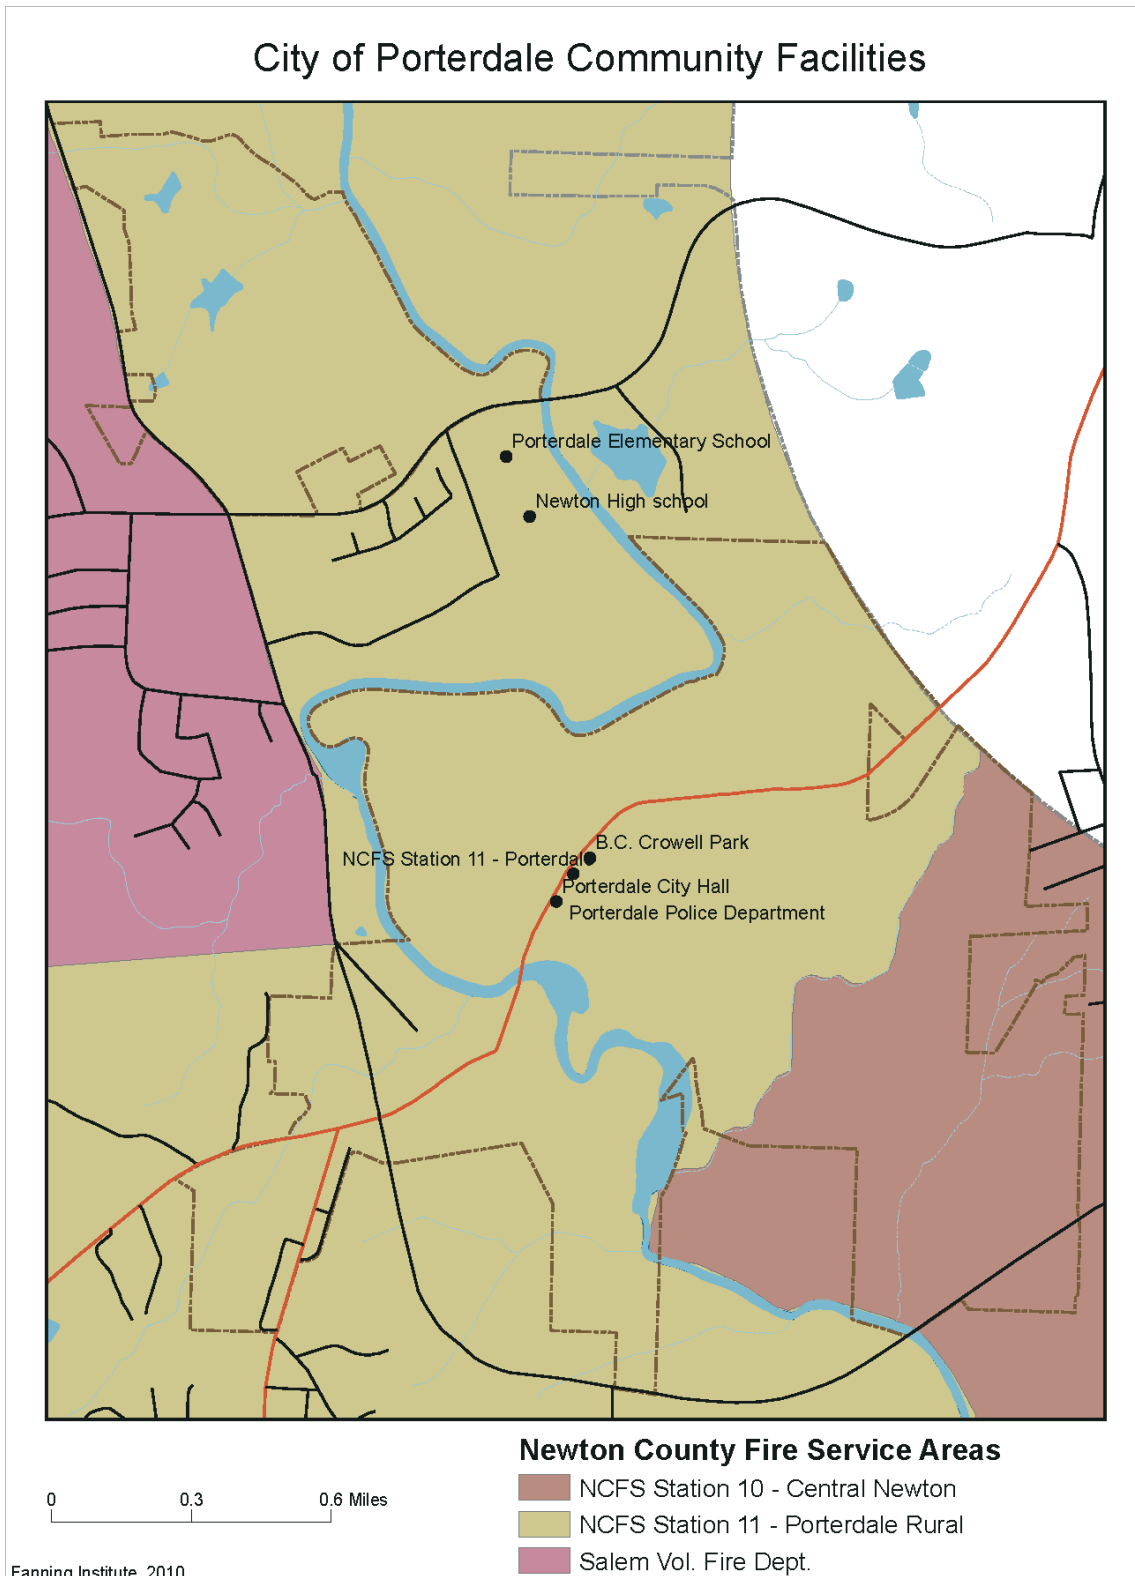 City of Porterdale Community Facilities
Porterdale Elementary School
Newton High school
B.C. Crowell Park
NCFS Station 11 - Porterdal
Porterdale City Hall
Porterdale Police Department
Newton County Fire Service Areas
NCFS Station 10 - Central Newton
NCFS Station 11 - Porterdale Rural
Salem Vol. Fire Dept.
0 0.3 0.6 Miles
Fanning Institute, 2010